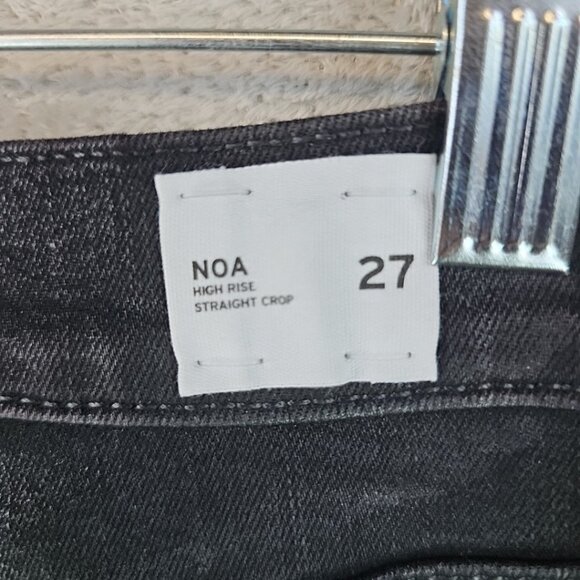 NOA
HIGH RISE
STRAIGHT CROP
27